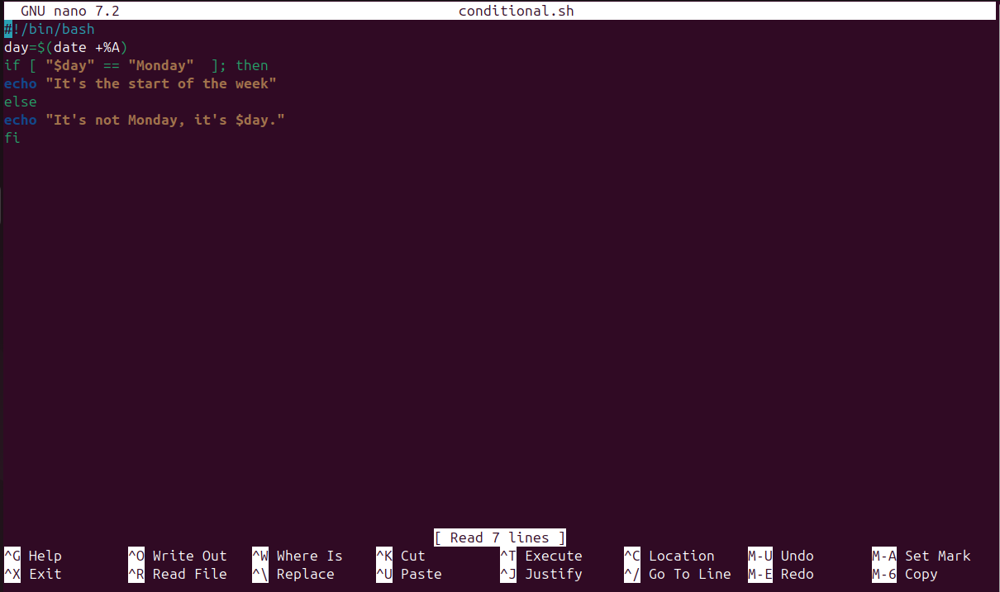 GNU nano 7.2 conditional.sh
#!/bin/bash
day=$(date +%A)
if [ "$day" == "Monday"  ]; then
echo "It's the start of the week"
else
echo "It's not Monday, it's $day."
fi
[ Read 7 lines ]
^G Help ^O Write Out ^W Where Is ^K Cut ^T Execute ^C Location M-U Undo M-A Set Mark
^X Exit ^R Read File ^\ Replace ^U Paste ^J Justify ^/ Go To Line M-E Redo M-6 Copy